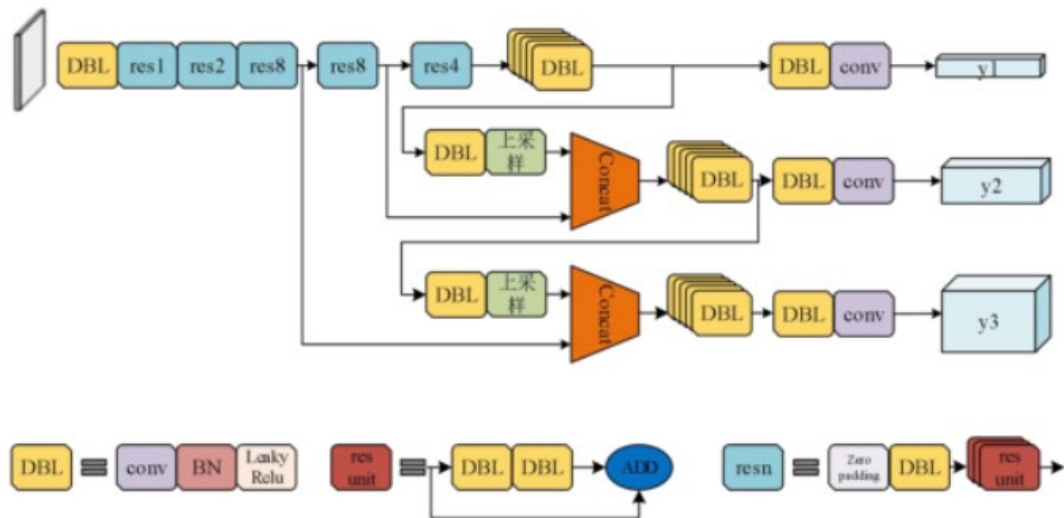 DBL res1 res2 res8 res8 res4 DBL DBL conv y1
DBL 上采样 Concat DBL DBL conv y2
DBL 上采样 Concat DBL DBL conv y3
DBL conv BN Leaky Relu
res unit DBL DBL ADD
resn Zero padding DBL res unit